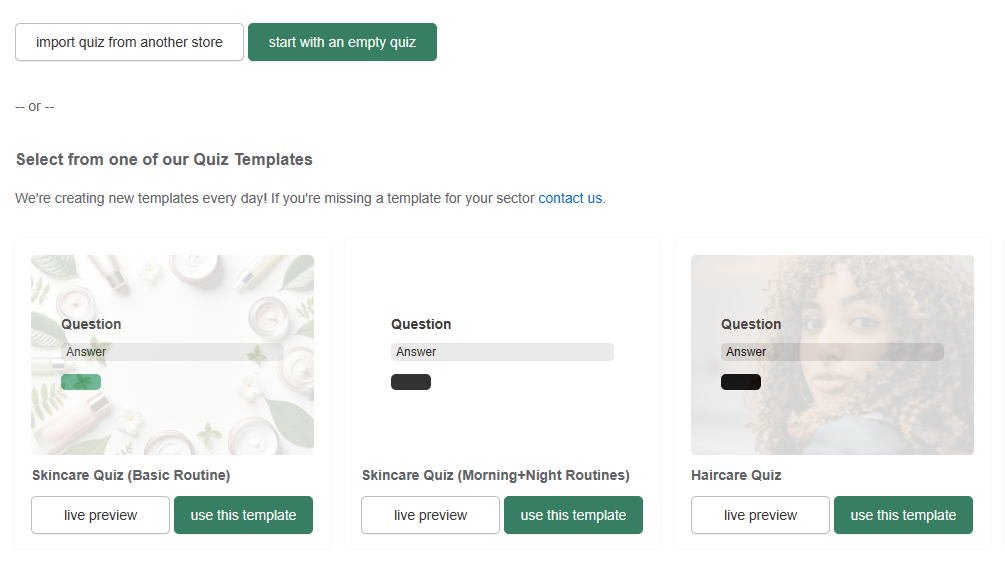 import quiz from another store start with an empty quiz
-- or --
Select from one of our Quiz Templates
We're creating new templates every day! If you're missing a template for your sector contact us.
Question Question Question
Answer Answer Answer
Skincare Quiz (Basic Routine) Skincare Quiz (Morning+Night Routines) Haircare Quiz
live preview use this template live preview use this template live preview use this template